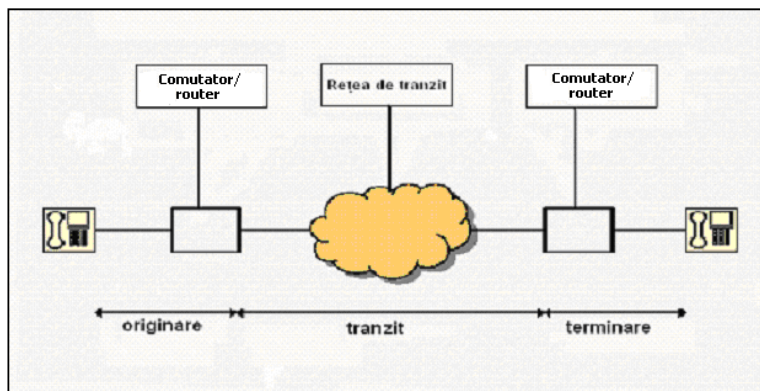 Comutator/
router
Rețea de tranzit
Comutator/
router
originare
tranzit
terminare